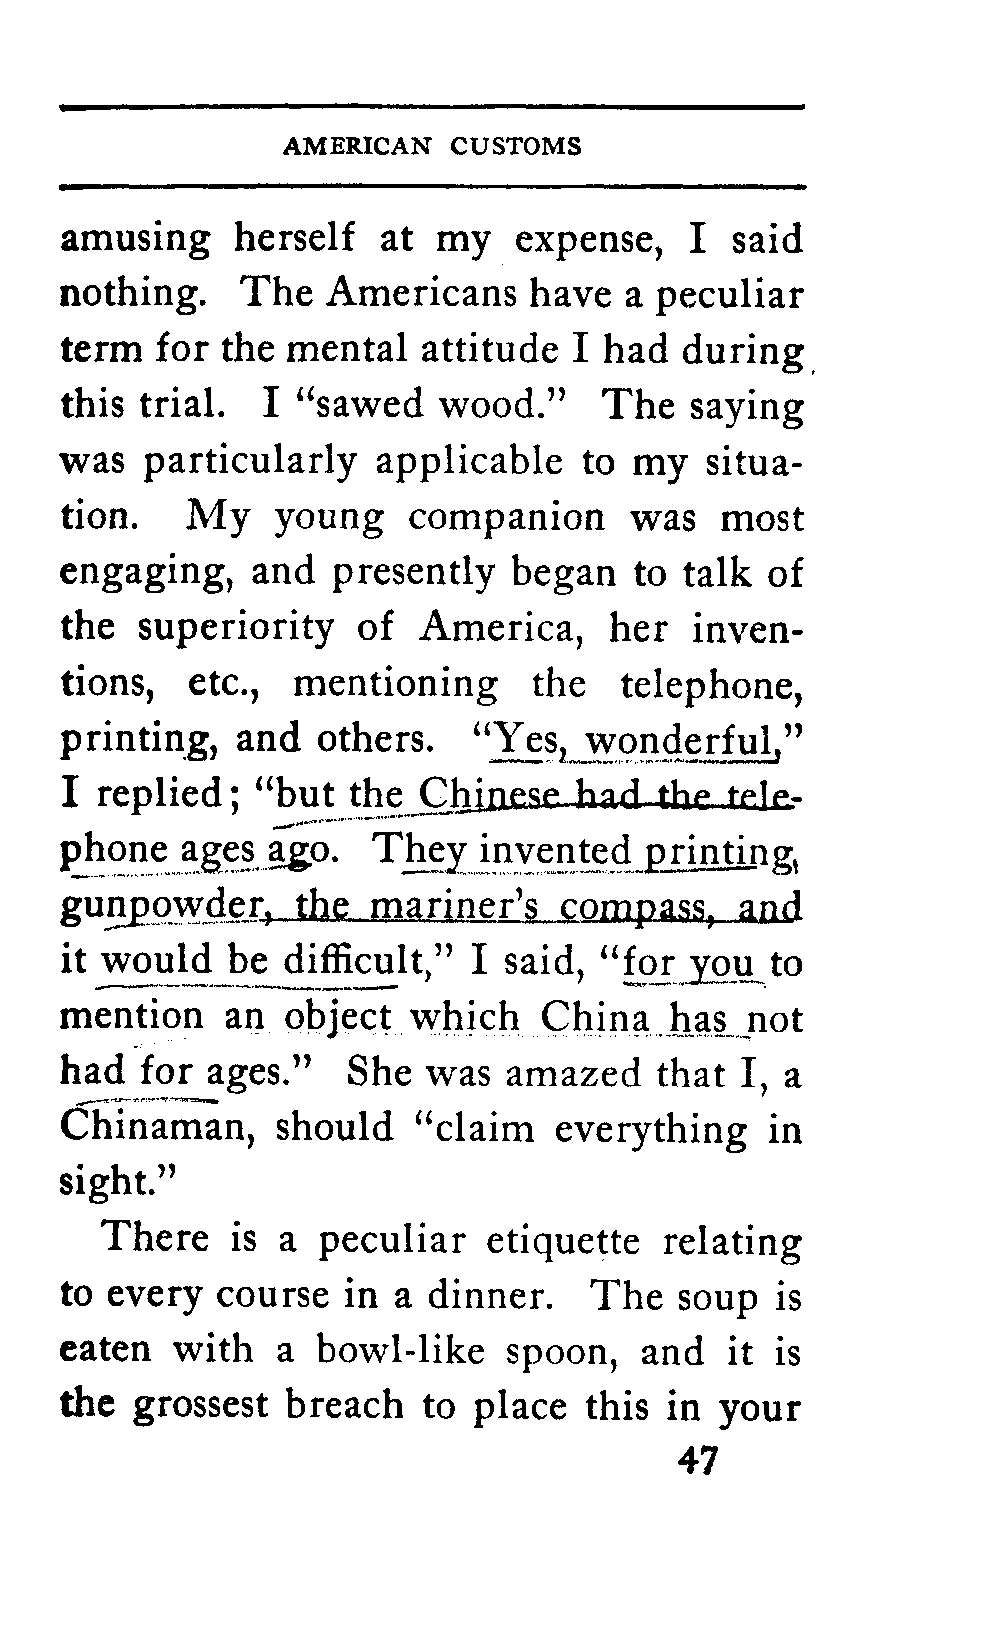 AMERICAN CUSTOMS
amusing herself at my expense, I said
nothing. The Americans have a peculiar
term for the mental attitude I had during
this trial. I “sawed wood.” The saying
was particularly applicable to my situa-
tion. My young companion was most
engaging, and presently began to talk of
the superiority of America, her inven-
tions, etc., mentioning the telephone,
printing, and others. “Yes, wonderful,”
I replied; “but the Chinese had the tele-
phone ages ago. They invented printing,
gunpowder, the mariner’s compass, and
it would be difficult,” I said, “for you to
mention an object which China has not
had for ages.” She was amazed that I, a
Chinaman, should “claim everything in
sight.”
There is a peculiar etiquette relating
to every course in a dinner. The soup is
eaten with a bowl-like spoon, and it is
the grossest breach to place this in your
47